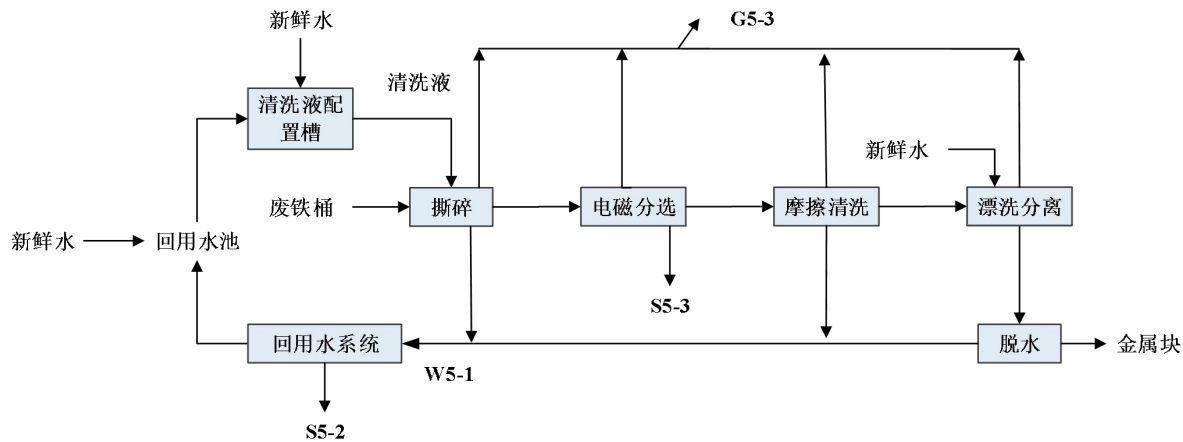 新鲜水
G5-3
清洗液
清洗液配
置槽
新鲜水
废铁桶
撕碎
电磁分选
摩擦清洗
漂洗分离
新鲜水
回用水池
S5-3
回用水系统
脱水
金属块
W5-1
S5-2